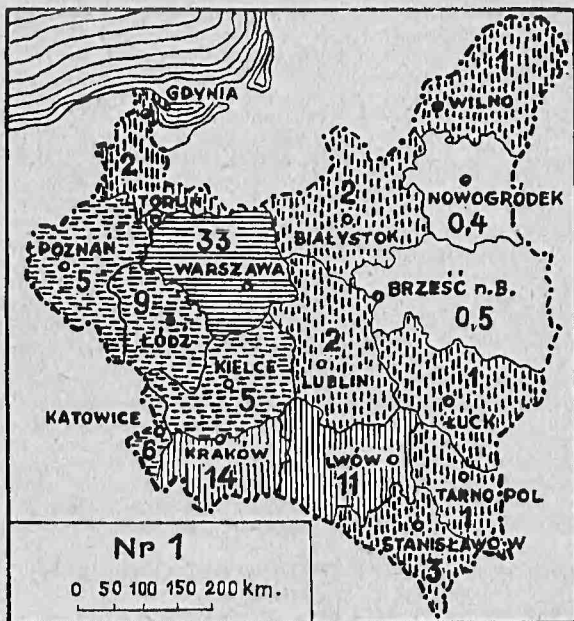 GDYNIA
1
WILNO
2
TORUŃ
2
NOWOGRÓDEK
0,4
BIAŁYSTOK
33
ŁPOZNAŃ
5
WARSZAWA
9
BRZEŚĆ n.B.
0,5
ŁÓDŹ
2
KIELCE
5
LUBLIN
1
ŁUCK
KATOWICE
6
KRAKÓW
14
LWÓW
11
TARNOPOL
1
STANISŁAWÓW
3
Nr 1
0 50 100 150 200 km.